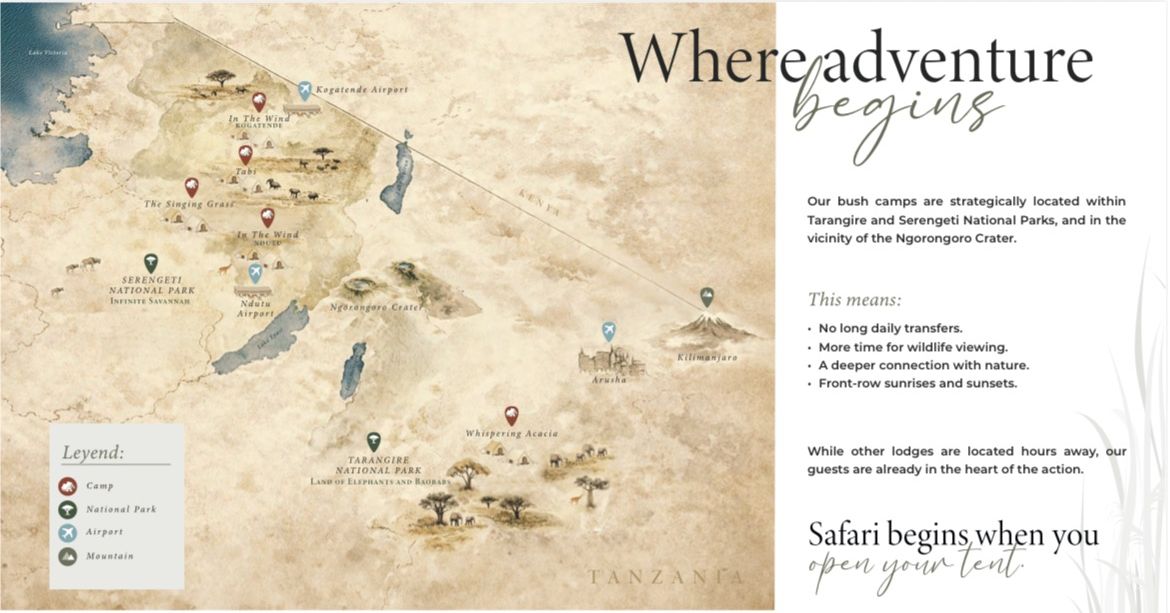 Where adventure
begins
Lake Victoria
Kogatende Airport
In The Wind
KOGATENDE
Tabi
The Singing Grass
In The Wind
NDUTU
KENYA
SERENGETI
NATIONAL PARK
INFINITE SAVANNAH
Ndutu
Airport
Ngorongoro Crater
Kilimanjaro
Arusha
Whispering Acacia
TARANGIRE
NATIONAL PARK
LAND OF ELEPHANTS AND BAOBABS
TANZANIA
Leyend:
Camp
National Park
Airport
Mountain
Our bush camps are strategically located within
Tarangire and Serengeti National Parks, and in the
vicinity of the Ngorongoro Crater.
This means:
• No long daily transfers.
• More time for wildlife viewing.
• A deeper connection with nature.
• Front-row sunrises and sunsets.
While other lodges are located hours away, our
guests are already in the heart of the action.
Safari begins when you
open your tent.